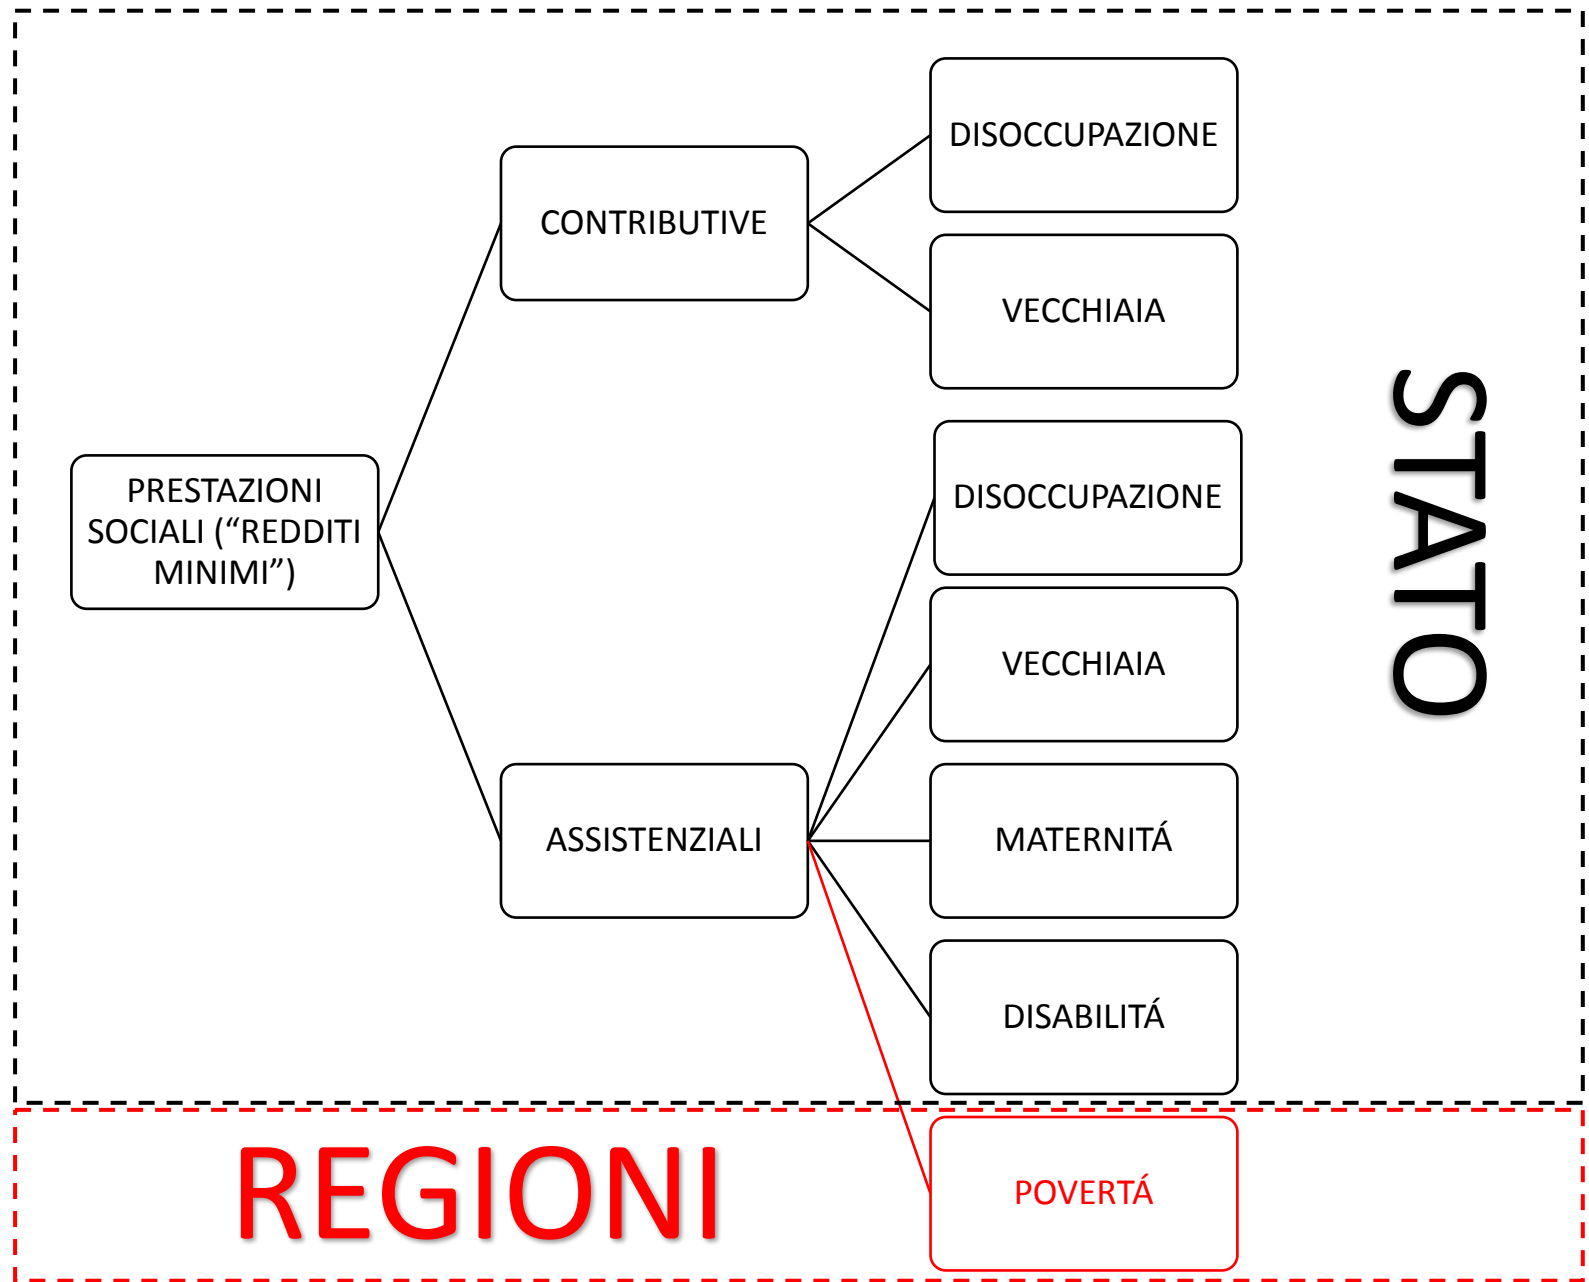 PRESTAZIONI
SOCIALI (“REDDITI
MINIMI”)
CONTRIBUTIVE
DISOCCUPAZIONE
VECCHIAIA
ASSISTENZIALI
DISOCCUPAZIONE
VECCHIAIA
MATERNITÁ
DISABILITÁ
POVERTÁ
STATO
REGIONI